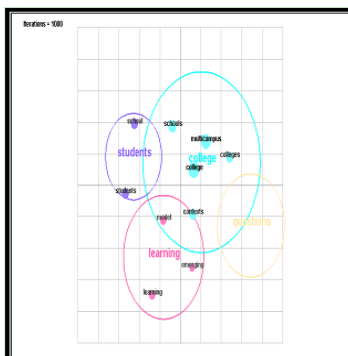 Iterations = 1000
school
schools
multicampus
students
college
colleges
college
students
contexts
model
questions
learning
emerging
learning